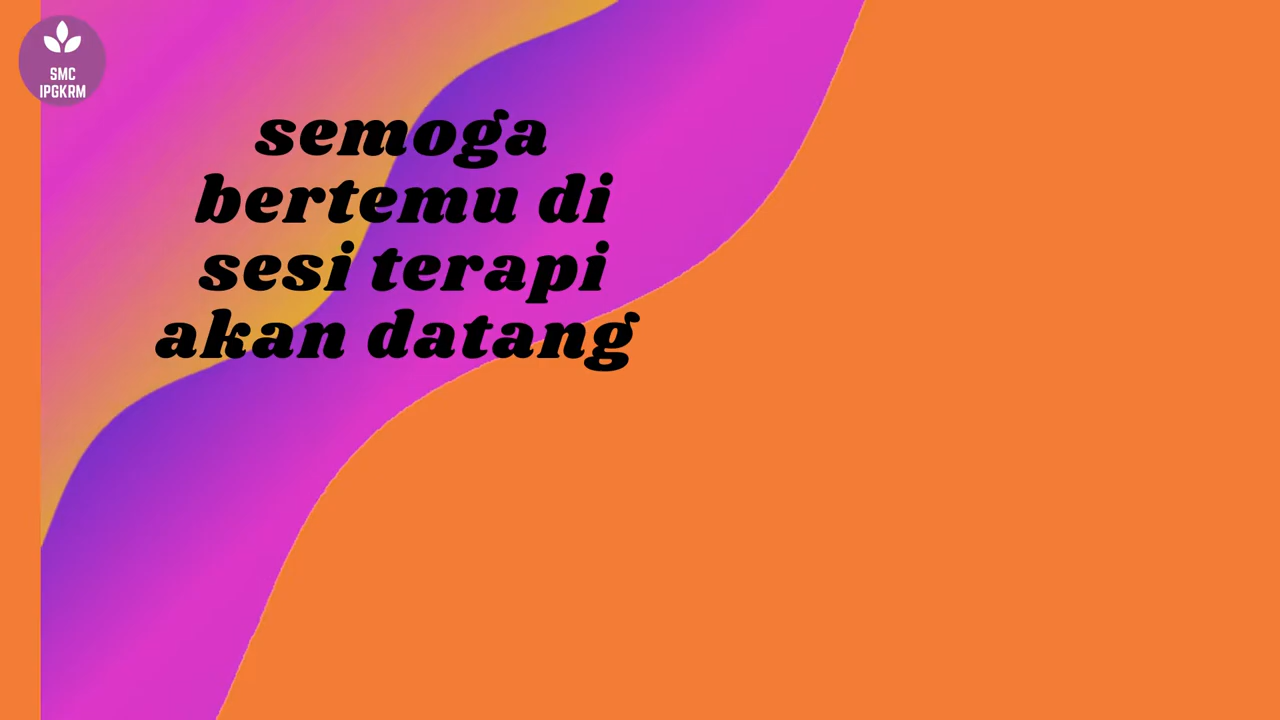 SMC
IPGKRM
semoga
bertemu di
sesi terapi
akan datang